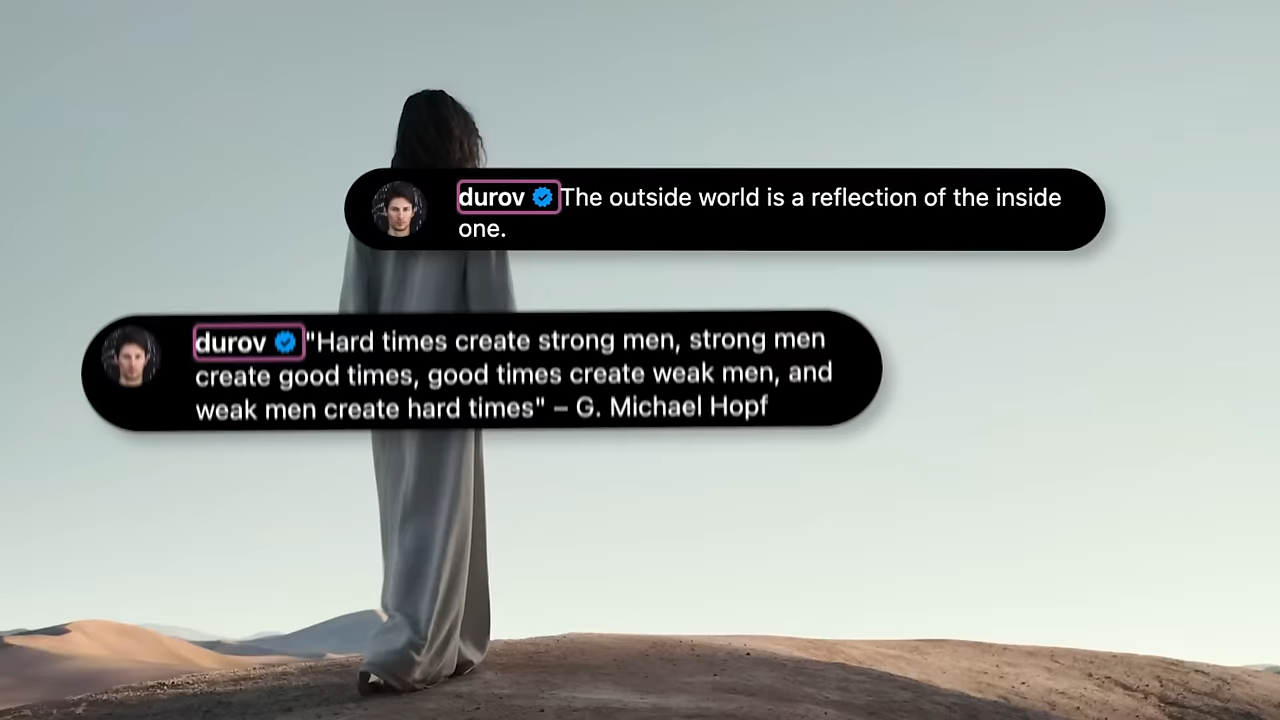 durov The outside world is a reflection of the inside
one.
durov "Hard times create strong men, strong men
create good times, good times create weak men, and
weak men create hard times" – G. Michael Hopf